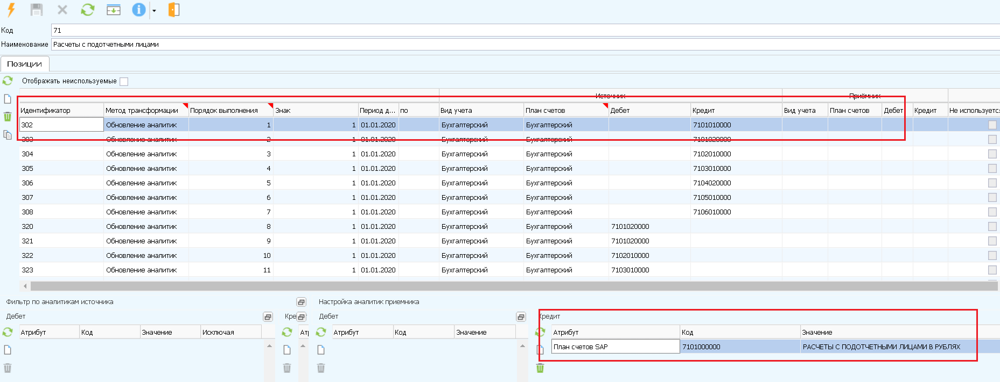 Код 71
Наименование Расчеты с подотчетными лицами
Позиции
Отображать неиспользуемые
Источник Приёмник
Идентификатор Метод трансформации Порядок выполнения Знак Период д... по Вид учета План счетов Дебет Кредит Вид учета План счетов Дебет Кредит Не используется
302 Обновление аналитик 1 1 01.01.2020 Бухгалтерский Бухгалтерский 7101010000
303 Обновление аналитик 2 1 01.01.2020 Бухгалтерский Бухгалтерский 7101020000
304 Обновление аналитик 3 1 01.01.2020 Бухгалтерский Бухгалтерский 7102010000
305 Обновление аналитик 4 1 01.01.2020 Бухгалтерский Бухгалтерский 7103010000
306 Обновление аналитик 5 1 01.01.2020 Бухгалтерский Бухгалтерский 7104020000
307 Обновление аналитик 6 1 01.01.2020 Бухгалтерский Бухгалтерский 7105010000
308 Обновление аналитик 7 1 01.01.2020 Бухгалтерский Бухгалтерский 7106010000
320 Обновление аналитик 8 1 01.01.2020 Бухгалтерский Бухгалтерский 7101020000
321 Обновление аналитик 9 1 01.01.2020 Бухгалтерский Бухгалтерский 7101020000
322 Обновление аналитик 10 1 01.01.2020 Бухгалтерский Бухгалтерский 7102010000
323 Обновление аналитик 11 1 01.01.2020 Бухгалтерский Бухгалтерский 7103010000
Фильтр по аналитикам источника Настройка аналитик приемника
Дебет Кре Дебет Кредит
Атрибут Код Значение Исключая Ат Атрибут Код Значение Атрибут Код Значение
План счетов SAP 7101000000 РАСЧЕТЫ С ПОДОТЧЕТНЫМИ ЛИЦАМИ В РУБЛЯХ